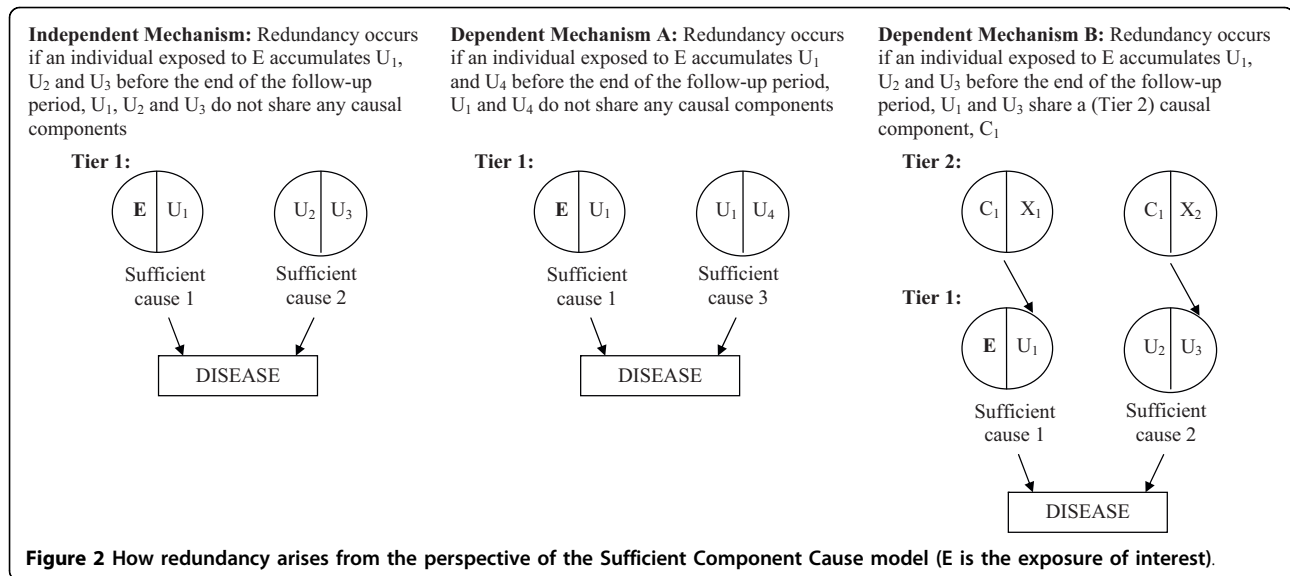 Independent Mechanism: Redundancy occurs
if an individual exposed to E accumulates U₁,
U₂ and U₃ before the end of the follow-up
period, U₁, U₂ and U₃ do not share any causal
components
Tier 1:
E U₁
U₂ U₃
Sufficient
cause 1
Sufficient
cause 2
DISEASE
Dependent Mechanism A: Redundancy occurs
if an individual exposed to E accumulates U₁
and U₄ before the end of the follow-up period,
U₁ and U₄ do not share any causal components
Tier 1:
E U₁
U₁ U₄
Sufficient
cause 1
Sufficient
cause 3
DISEASE
Dependent Mechanism B: Redundancy occurs
if an individual exposed to E accumulates U₁,
U₂ and U₃ before the end of the follow-up
period, U₁ and U₃ share a (Tier 2) causal
component, C₁
Tier 2:
C₁ X₁
C₁ X₂
Tier 1:
E U₁
U₂ U₃
Sufficient
cause 1
Sufficient
cause 2
DISEASE
Figure 2 How redundancy arises from the perspective of the Sufficient Component Cause model (E is the exposure of interest).